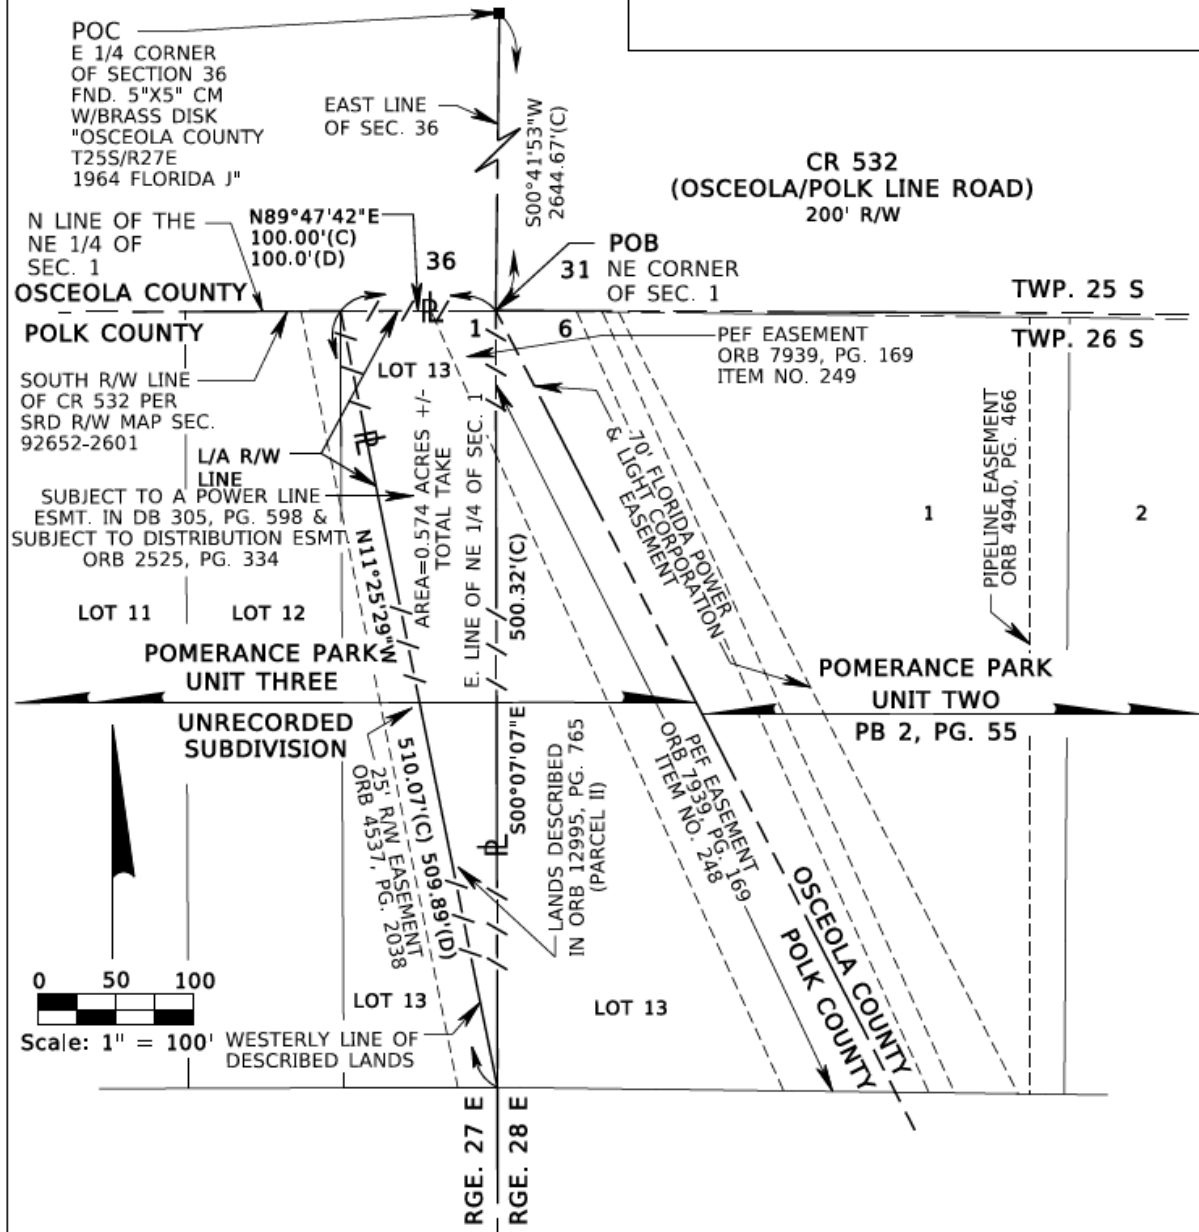 POC
E 1/4 CORNER
OF SECTION 36
FND. 5"X5" CM
W/BRASS DISK
"OSCEOLA COUNTY
T25S/R27E
1964 FLORIDA J"
EAST LINE
OF SEC. 36
S00°41'53"W
2644.67'(C)
CR 532
(OSCEOLA/POLK LINE ROAD)
200' R/W
N LINE OF THE
NE 1/4 OF
SEC. 1
N89°47'42"E
100.00'(C)
100.0'(D)
36
31
POB
NE CORNER
OF SEC. 1
OSCEOLA COUNTY
POLK COUNTY
TWP. 25 S
TWP. 26 S
1
6
PL
LOT 13
PEF EASEMENT
ORB 7939, PG. 169
ITEM NO. 249
SOUTH R/W LINE
OF CR 532 PER
SRD R/W MAP SEC.
92652-2601
L/A R/W
LINE
PL
SUBJECT TO A POWER LINE
ESMT. IN DB 305, PG. 598 &
SUBJECT TO DISTRIBUTION ESMT.
ORB 2525, PG. 334
AREA=0.574 ACRES +/-
TOTAL TAKE
E. LINE OF NE 1/4 OF SEC. 1
500.32'(C)
S00°07'07"E
N11°25'29"W
510.07'(C) 509.89'(D)
70' FLORIDA POWER
& LIGHT CORPORATION
EASEMENT
PIPELINE EASEMENT
ORB 4940, PG. 466
1
2
LOT 11
LOT 12
POMERANCE PARK
UNIT THREE
UNRECORDED
SUBDIVISION
POMERANCE PARK
UNIT TWO
PB 2, PG. 55
25' R/W EASEMENT
ORB 4537, PG. 2038
PL
LANDS DESCRIBED
IN ORB 12995, PG. 765
(PARCEL II)
PEF EASEMENT
ORB 7939, PG. 169
ITEM NO. 248
OSCEOLA COUNTY
POLK COUNTY
0 50 100
Scale: 1" = 100'
LOT 13
LOT 13
WESTERLY LINE OF
DESCRIBED LANDS
RGE. 27 E
RGE. 28 E